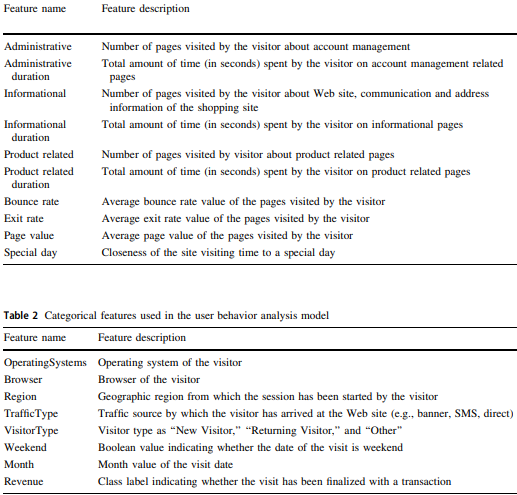 Feature name Feature description
Administrative Number of pages visited by the visitor about account management
Administrative Total amount of time (in seconds) spent by the visitor on account management related
duration pages
Informational Number of pages visited by the visitor about Web site, communication and address
information of the shopping site
Informational Total amount of time (in seconds) spent by the visitor on informational pages
duration
Product related Number of pages visited by visitor about product related pages
Product related Total amount of time (in seconds) spent by the visitor on product related pages
duration
Bounce rate Average bounce rate value of the pages visited by the visitor
Exit rate Average exit rate value of the pages visited by the visitor
Page value Average page value of the pages visited by the visitor
Special day Closeness of the site visiting time to a special day
Table 2 Categorical features used in the user behavior analysis model
Feature name Feature description
OperatingSystems Operating system of the visitor
Browser Browser of the visitor
Region Geographic region from which the session has been started by the visitor
TrafficType Traffic source by which the visitor has arrived at the Web site (e.g., banner, SMS, direct)
VisitorType Visitor type as “New Visitor,” “Returning Visitor,” and “Other”
Weekend Boolean value indicating whether the date of the visit is weekend
Month Month value of the visit date
Revenue Class label indicating whether the visit has been finalized with a transaction